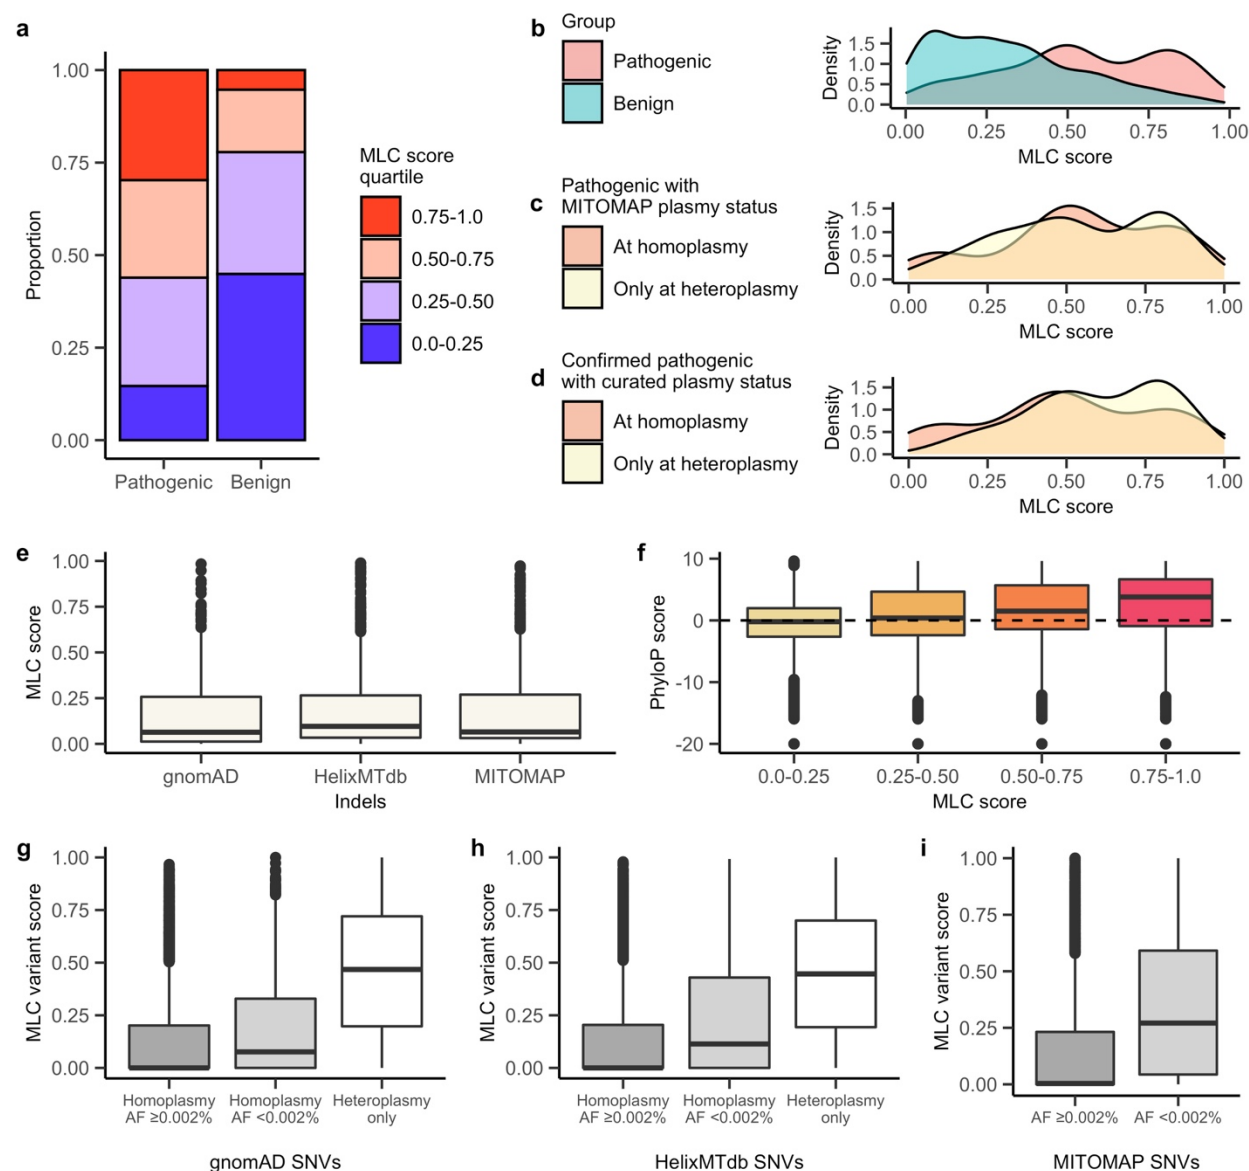 a
1.00
0.75
0.50
0.25
0.00
Proportion
Pathogenic
Benign
MLC score
quartile
0.75-1.0
0.50-0.75
0.25-0.50
0.0-0.25
b
Group
Pathogenic
Benign
Density
1.5
1.0
0.5
0.0
0.00 0.25 0.50 0.75 1.00
MLC score
c
Pathogenic with
MITOMAP plasmy status
At homoplasmy
Only at heteroplasmy
Density
1.5
1.0
0.5
0.0
0.00 0.25 0.50 0.75 1.00
MLC score
d
Confirmed pathogenic
with curated plasmy status
At homoplasmy
Only at heteroplasmy
Density
1.5
1.0
0.5
0.0
0.00 0.25 0.50 0.75 1.00
MLC score
e
MLC score
1.00
0.75
0.50
0.25
0.00
gnomAD HelixMTdb MITOMAP
Indels
f
PhyloP score
10
0
-10
-20
0.0-0.25 0.25-0.50 0.50-0.75 0.75-1.0
MLC score
g
MLC variant score
1.00
0.75
0.50
0.25
0.00
Homoplasmy
AF ≥0.002%
Homoplasmy
AF <0.002%
Heteroplasmy
only
gnomAD SNVs
h
MLC variant score
1.00
0.75
0.50
0.25
0.00
Homoplasmy
AF ≥0.002%
Homoplasmy
AF <0.002%
Heteroplasmy
only
HelixMTdb SNVs
i
MLC variant score
1.00
0.75
0.50
0.25
0.00
AF ≥0.002% AF <0.002%
MITOMAP SNVs